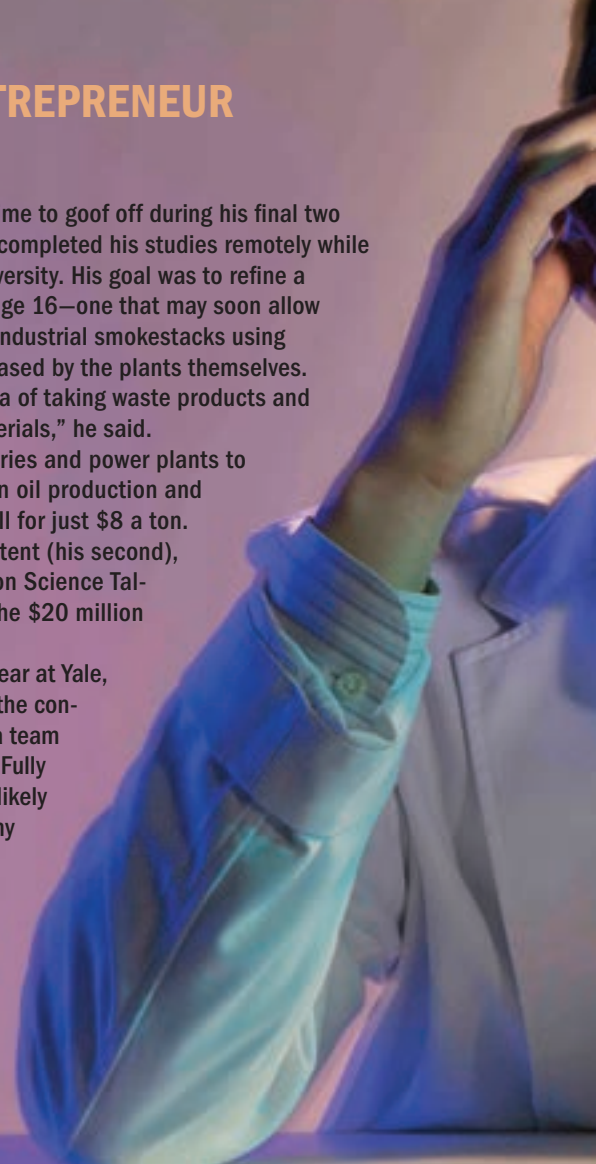 TREPRENEUR
me to goof off during his final two
completed his studies remotely while
versity. His goal was to refine a
ge 16—one that may soon allow
ndustrial smokestacks using
ased by the plants themselves.
a of taking waste products and
erials,” he said.
ries and power plants to
n oil production and
ll for just $8 a ton.
tent (his second),
on Science Tal-
he $20 million
ear at Yale,
the con-
a team
Fully
likely
ny